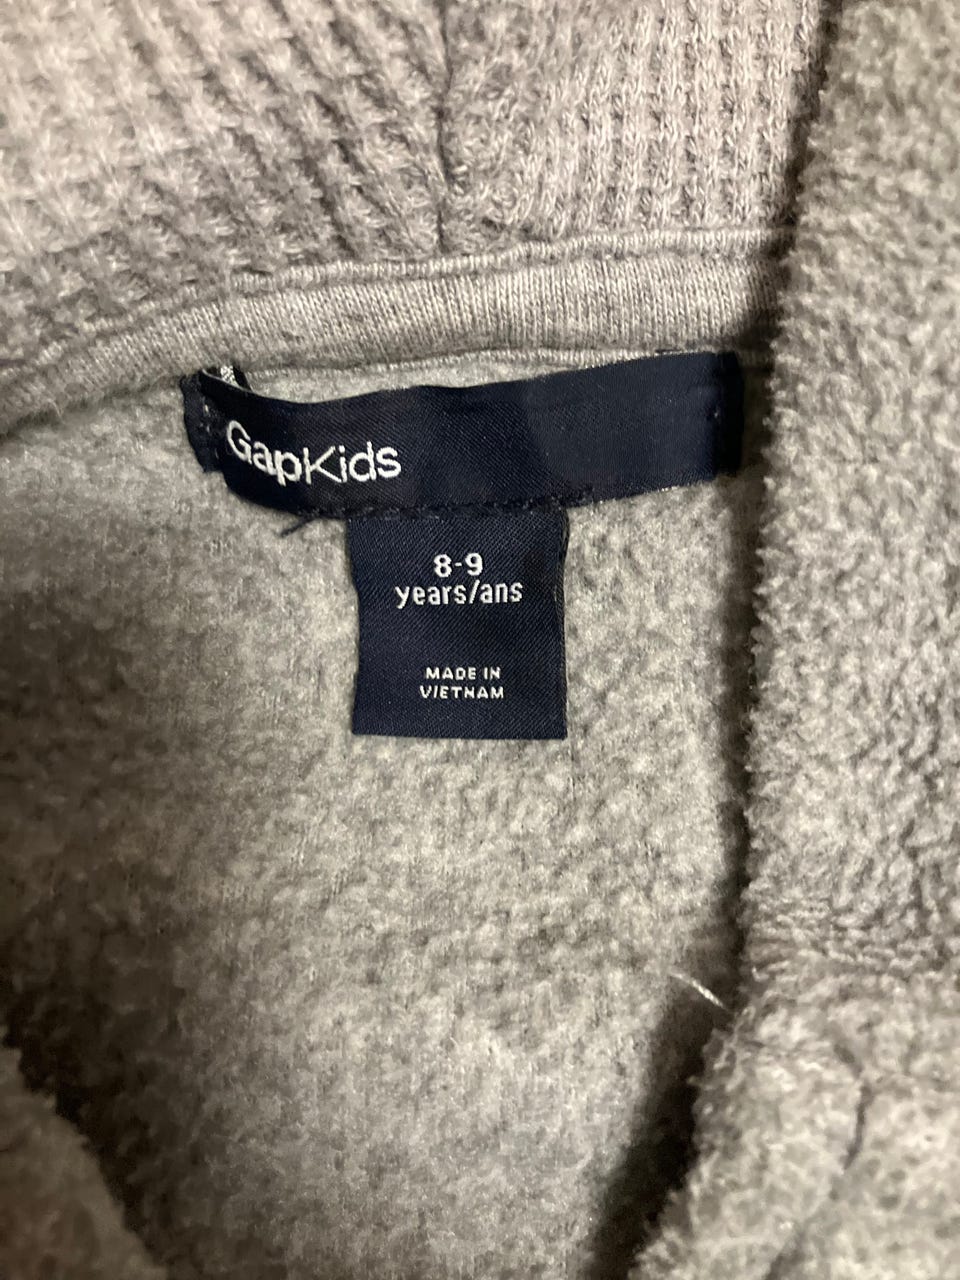 GapKids
8-9
years/ans
MADE IN
VIETNAM